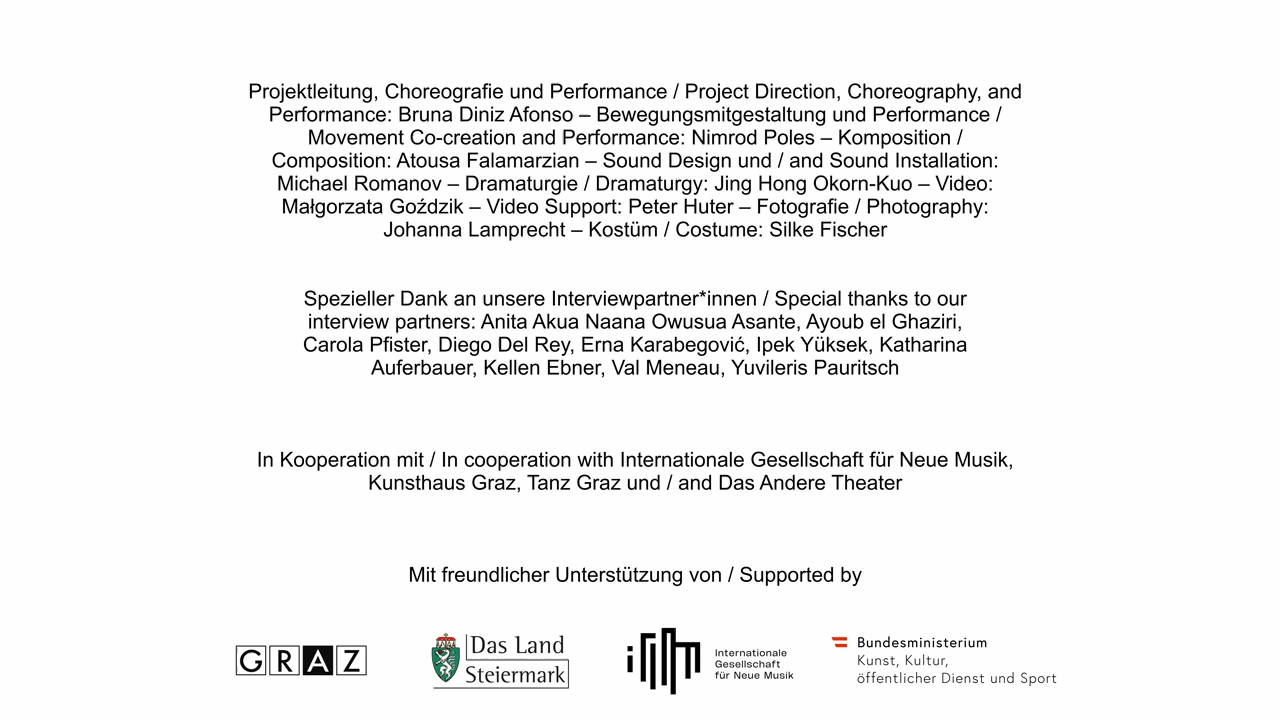 Projektleitung, Choreografie und Performance / Project Direction, Choreography, and
Performance: Bruna Diniz Afonso – Bewegungsmitgestaltung und Performance /
Movement Co-creation and Performance: Nimrod Poles – Komposition /
Composition: Atousa Falamarzian – Sound Design und / and Sound Installation:
Michael Romanov – Dramaturgie / Dramaturgy: Jing Hong Okorn-Kuo – Video:
Małgorzata Goździk – Video Support: Peter Huter – Fotografie / Photography:
Johanna Lamprecht – Kostüm / Costume: Silke Fischer
Spezieller Dank an unsere Interviewpartner*innen / Special thanks to our
interview partners: Anita Akua Naana Owusua Asante, Ayoub el Ghaziri,
Carola Pfister, Diego Del Rey, Erna Karabegović, Ipek Yüksek, Katharina
Auferbauer, Kellen Ebner, Val Meneau, Yuvileris Pauritsch
In Kooperation mit / In cooperation with Internationale Gesellschaft für Neue Musik,
Kunsthaus Graz, Tanz Graz und / and Das Andere Theater
Mit freundlicher Unterstützung von / Supported by
GRAZ
Das Land
Steiermark
ignm
Internationale
Gesellschaft
für Neue Musik
Bundesministerium
Kunst, Kultur,
öffentlicher Dienst und Sport